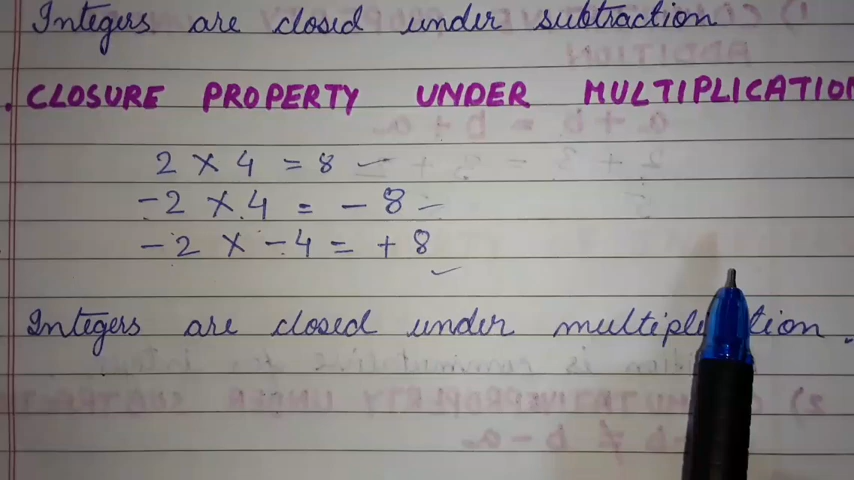 Integers are closed under subtraction
. CLOSURE PROPERTY UNDER MULTIPLICATION
2 × 4 = 8
-2 × 4 = - 8
-2 × -4 = + 8
Integers are closed under multiplication.